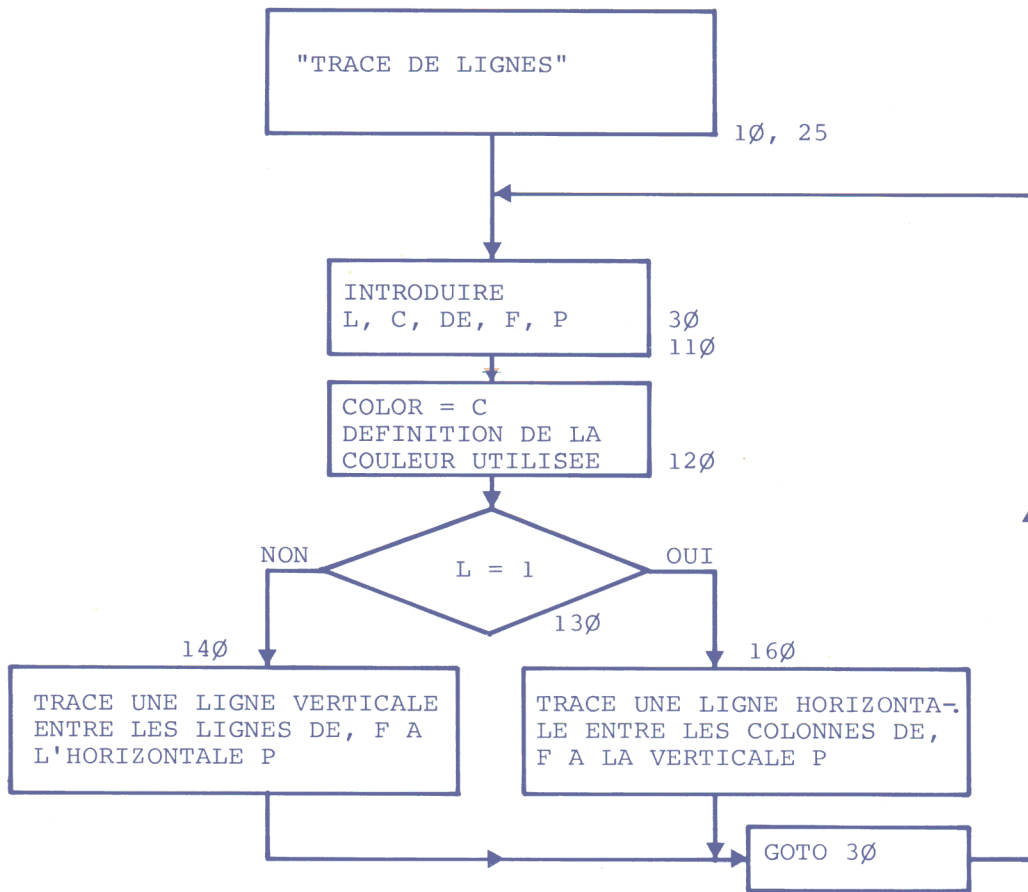 "TRACE DE LIGNES"
1Ø, 25
INTRODUIRE
L, C, DE, F, P
3Ø
11Ø
COLOR = C
DEFINITION DE LA
COULEUR UTILISEE
12Ø
NON
L = 1
OUI
13Ø
14Ø
TRACE UNE LIGNE VERTICALE
ENTRE LES LIGNES DE, F A
L'HORIZONTALE P
16Ø
TRACE UNE LIGNE HORIZONTA-.
LE ENTRE LES COLONNES DE,
F A LA VERTICALE P
GOTO 3Ø